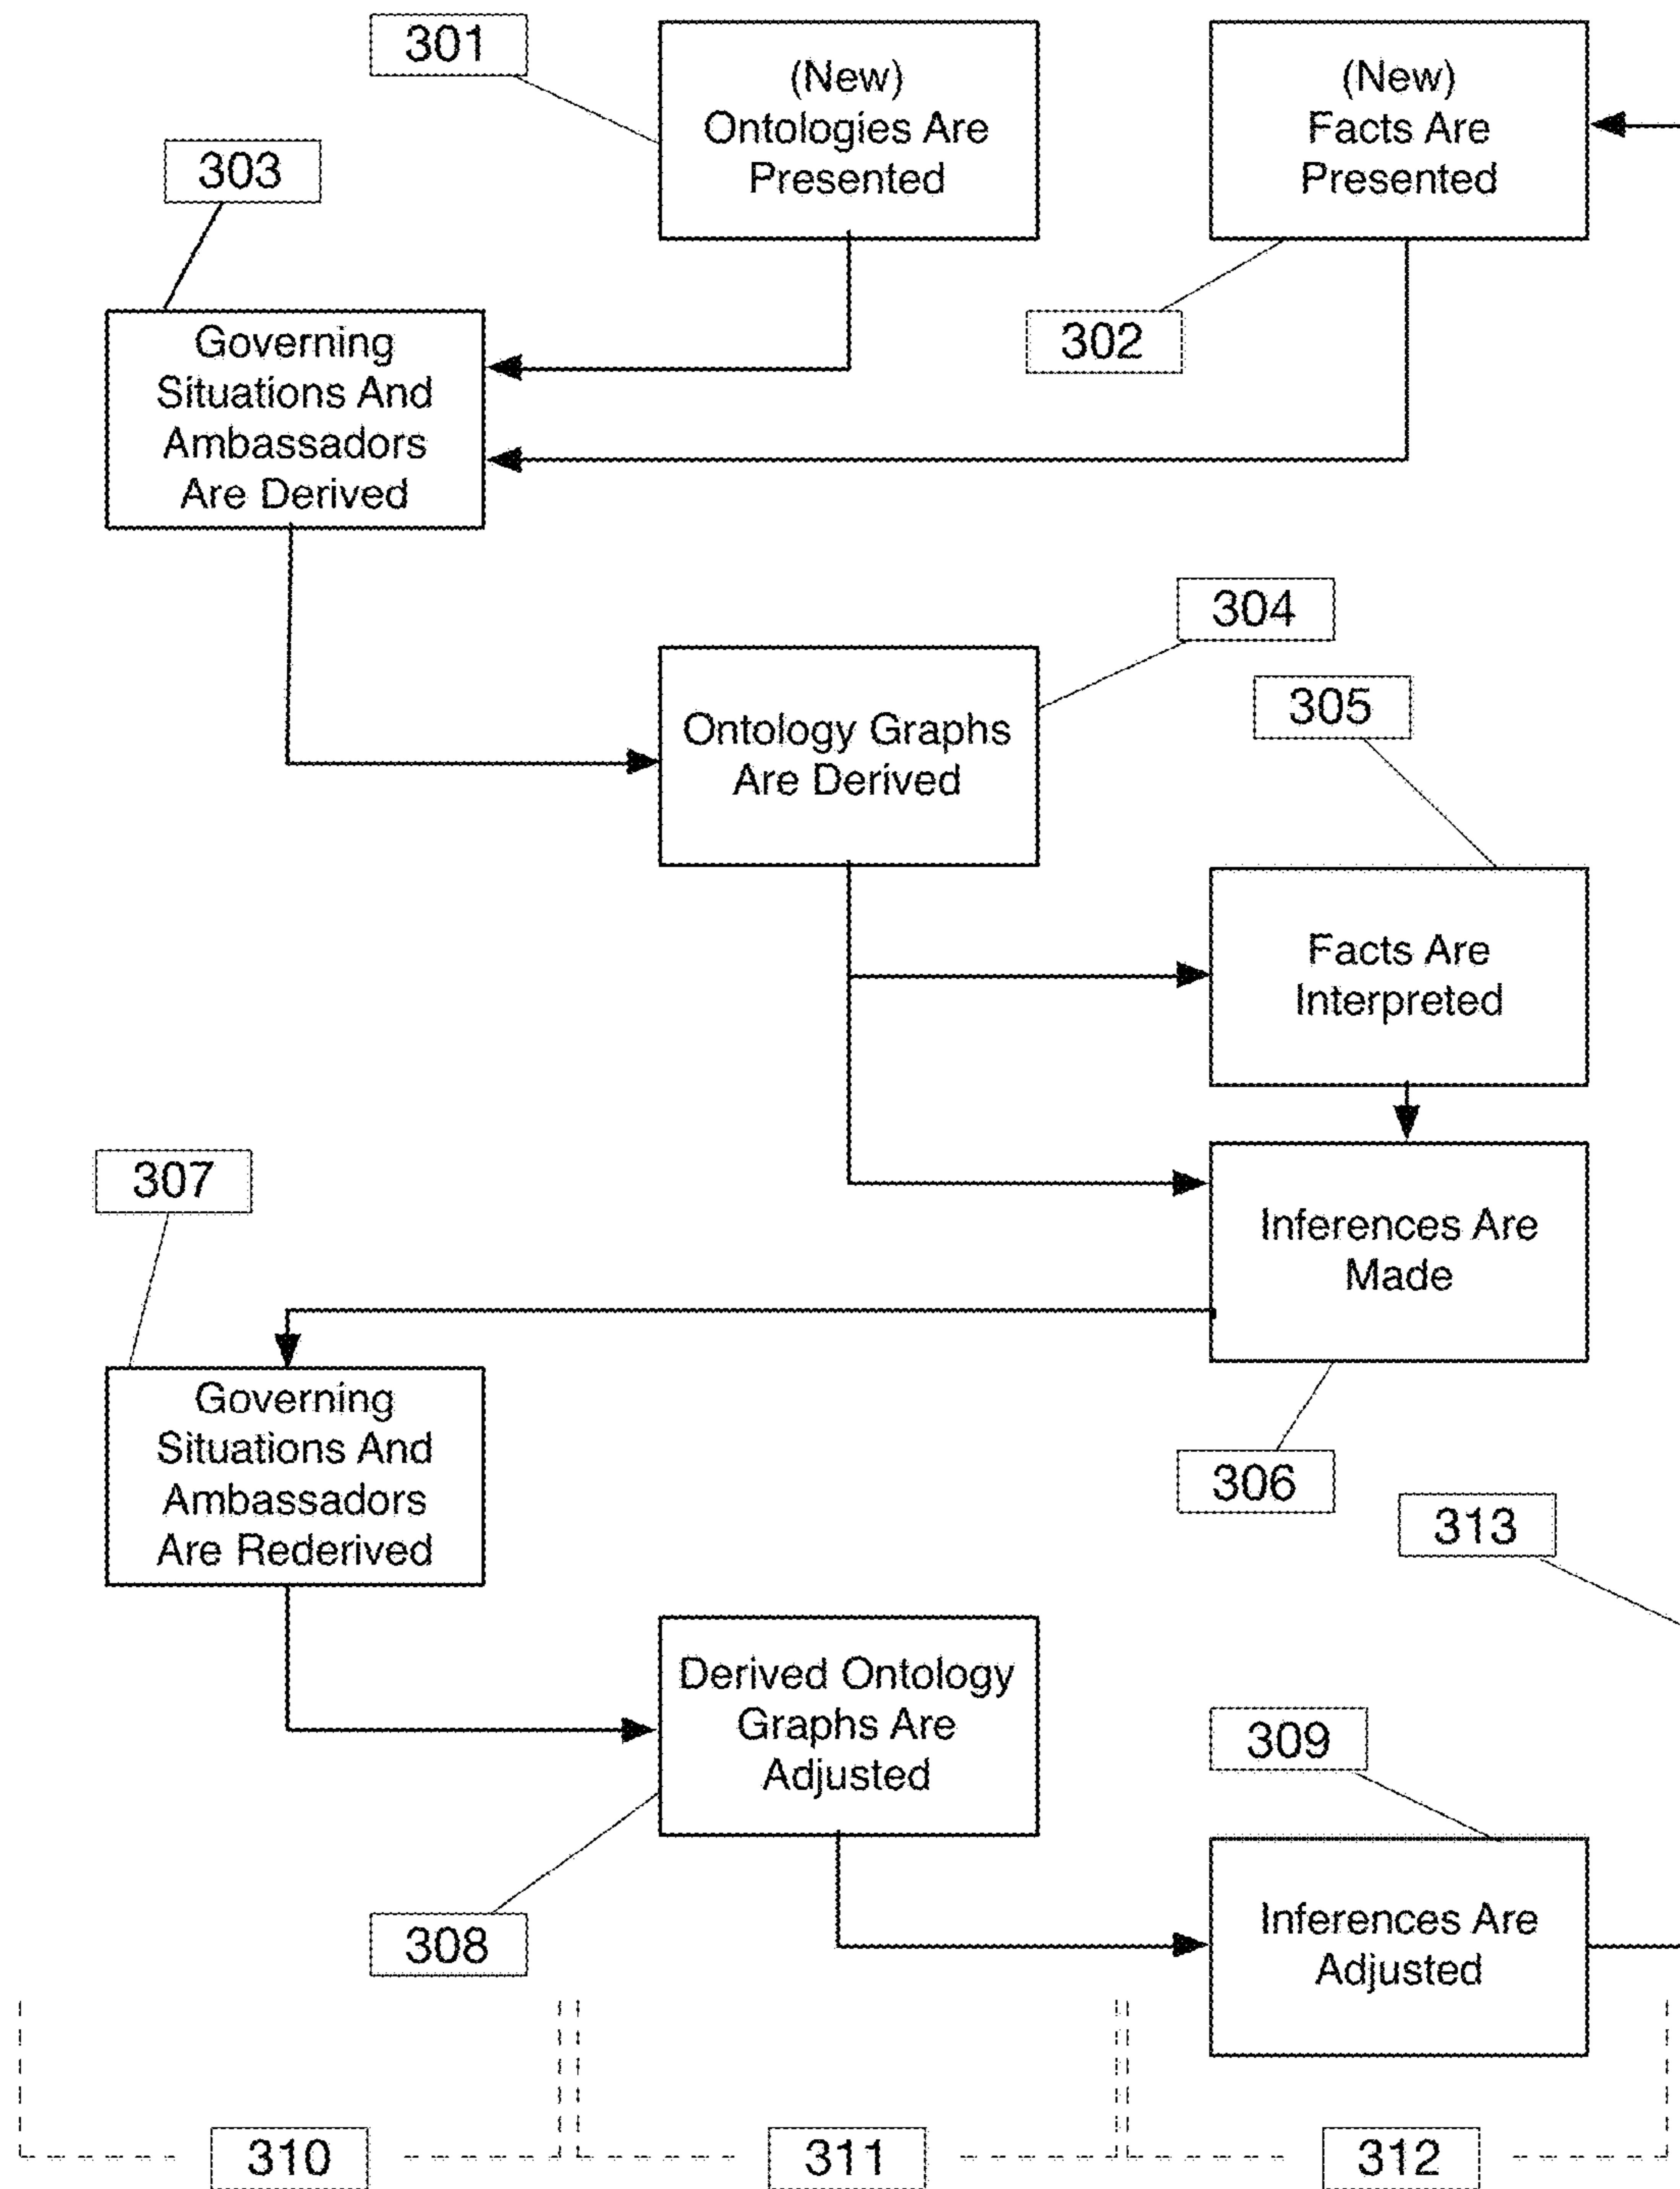 301
(New)
Ontologies Are
Presented
(New)
Facts Are
Presented
303
302
Governing
Situations And
Ambassadors
Are Derived
304
Ontology Graphs
Are Derived
305
Facts Are
Interpreted
307
Inferences Are
Made
Governing
Situations And
Ambassadors
Are Rederived
306
313
Derived Ontology
Graphs Are
Adjusted
309
308
Inferences Are
Adjusted
310
311
312